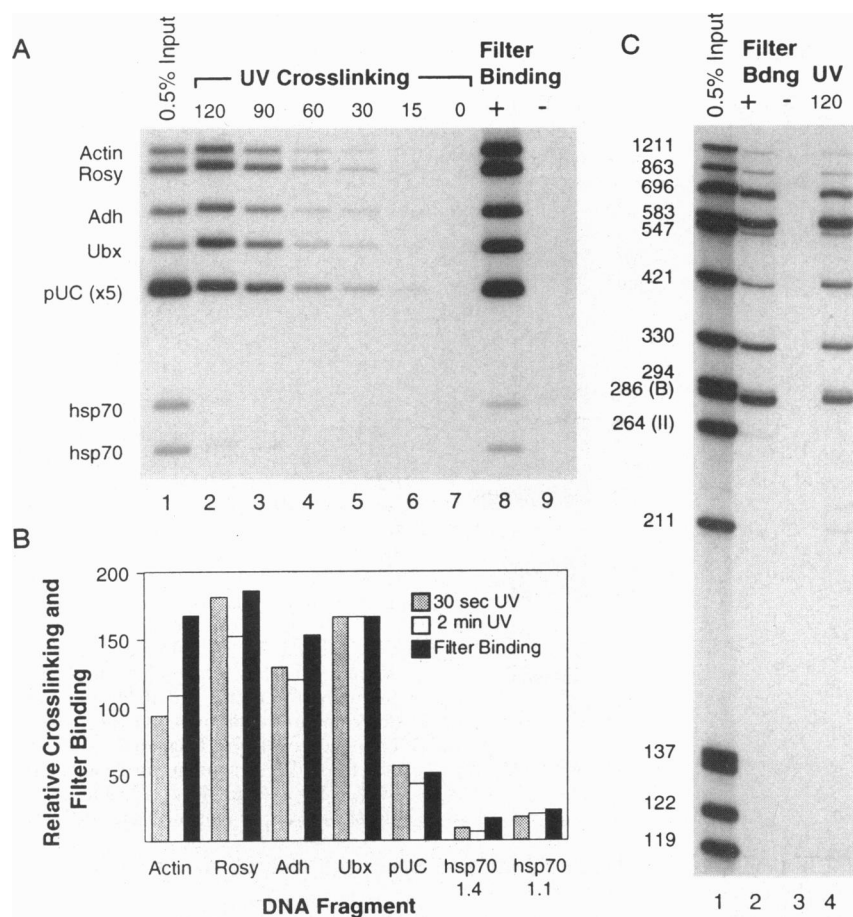 A
0.5% Input
UV Crosslinking
120 90 60 30 15 0
Filter
Binding
+ -
Actin
Rosy
Adh
Ubx
pUC (x5)
hsp70
hsp70
1 2 3 4 5 6 7 8 9
B
Relative Crosslinking and
Filter Binding
200
150
100
50
30 sec UV
2 min UV
Filter Binding
Actin Rosy Adh Ubx pUC hsp70 hsp70
1.4 1.1
DNA Fragment
C
0.5% Input
Filter
Bdng UV
+ - 120
1211
863
696
583
547
421
330
294
286 (B)
264 (II)
211
137
122
119
1 2 3 4